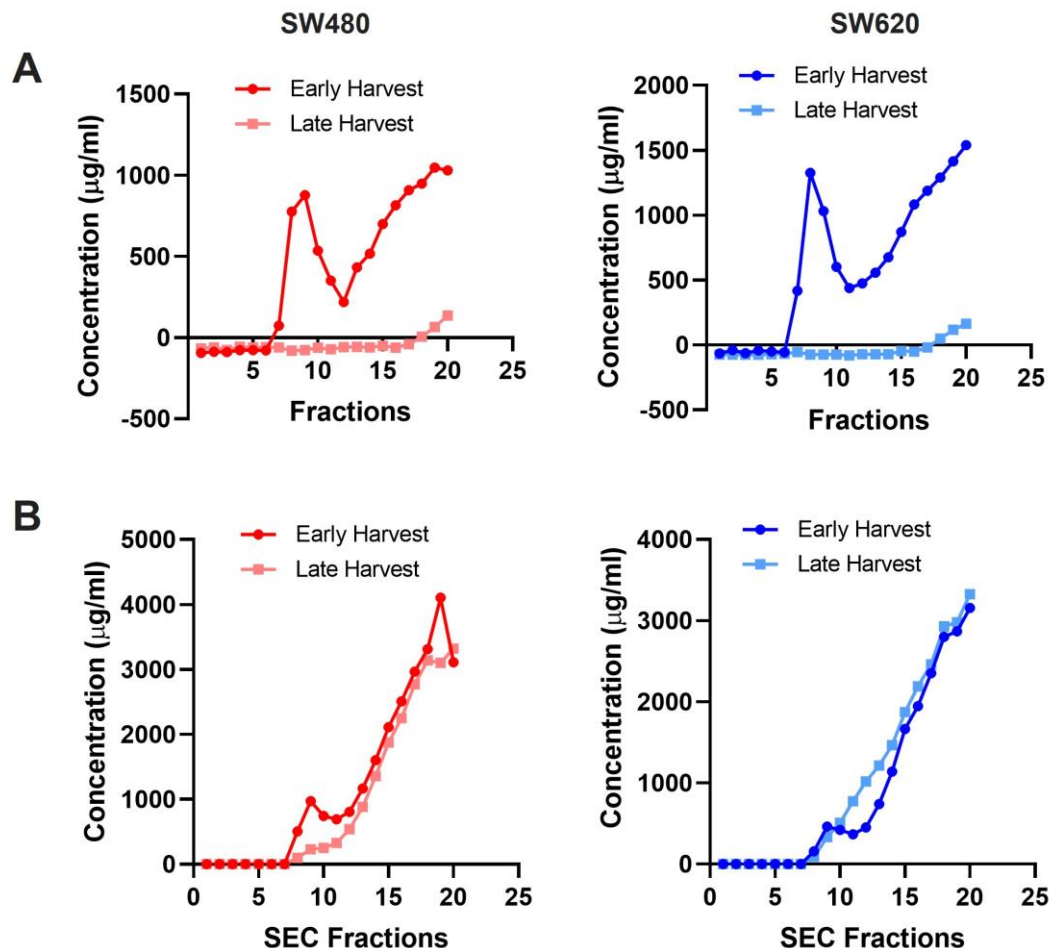 SW480
SW620
A
Early Harvest
Late Harvest
Concentration (μg/ml)
1500
1000
500
0
-500
5
10
15
20
25
Fractions
Early Harvest
Late Harvest
Concentration (μg/ml)
2000
1500
1000
500
0
-500
5
10
15
20
25
Fractions
B
Early Harvest
Late Harvest
Concentration (μg/ml)
5000
4000
3000
2000
1000
0
0
5
10
15
20
25
SEC Fractions
Early Harvest
Late Harvest
Concentration (μg/ml)
4000
3000
2000
1000
0
0
5
10
15
20
25
SEC Fractions